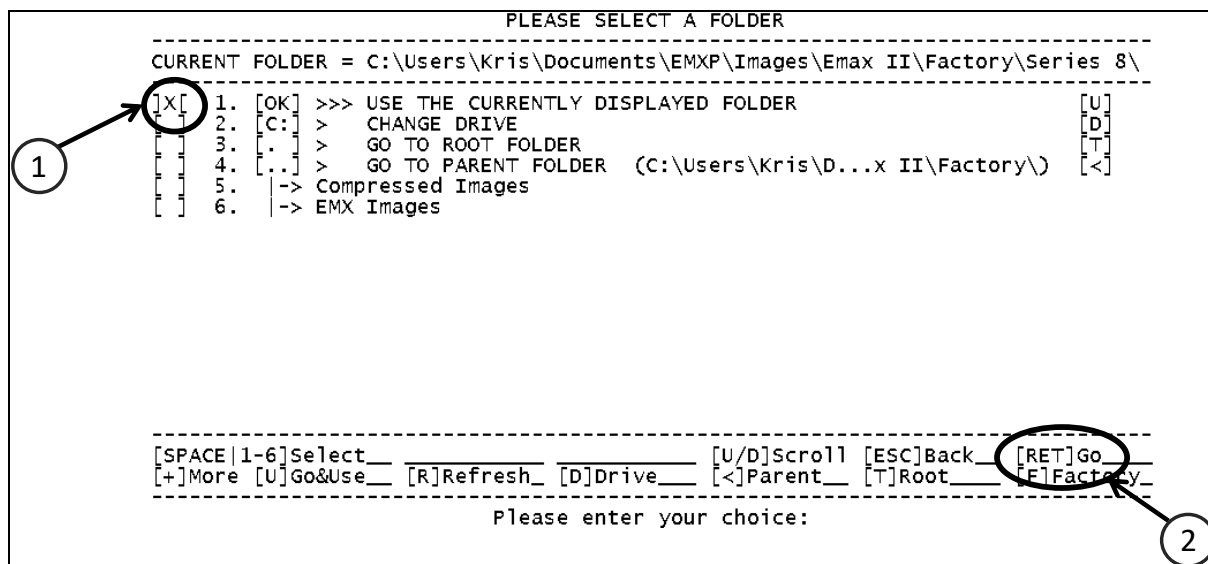 PLEASE SELECT A FOLDER
--------------------------------------------------------------------------------
CURRENT FOLDER = C:\Users\Kris\Documents\EMXP\Images\Emax II\Factory\Series 8\
--------------------------------------------------------------------------------
]X[ 1. [OK] >>> USE THE CURRENTLY DISPLAYED FOLDER [U]
[ ] 2. [C:] > CHANGE DRIVE [D]
[ ] 3. [. ] > GO TO ROOT FOLDER [T]
[ ] 4. [..] > GO TO PARENT FOLDER (C:\Users\Kris\D...x II\Factory\) [<]
[ ] 5. |-> Compressed Images
[ ] 6. |-> EMX Images
1
--------------------------------------------------------------------------------
[SPACE|1-6]Select__ ___________ ___________ [U/D]Scroll [ESC]Back__ [RET]Go____
[+]More [U]Go&Use__ [R]Refresh_ [D]Drive___ [<]Parent__ [T]Root____ [F]Factory_
--------------------------------------------------------------------------------
Please enter your choice:
2